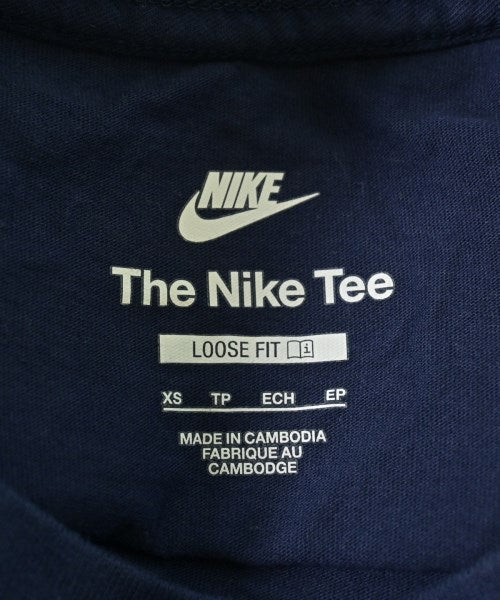 NIKE
The Nike Tee
LOOSE FIT i
XS TP ECH EP
MADE IN CAMBODIA
FABRIQUE AU
CAMBODGE